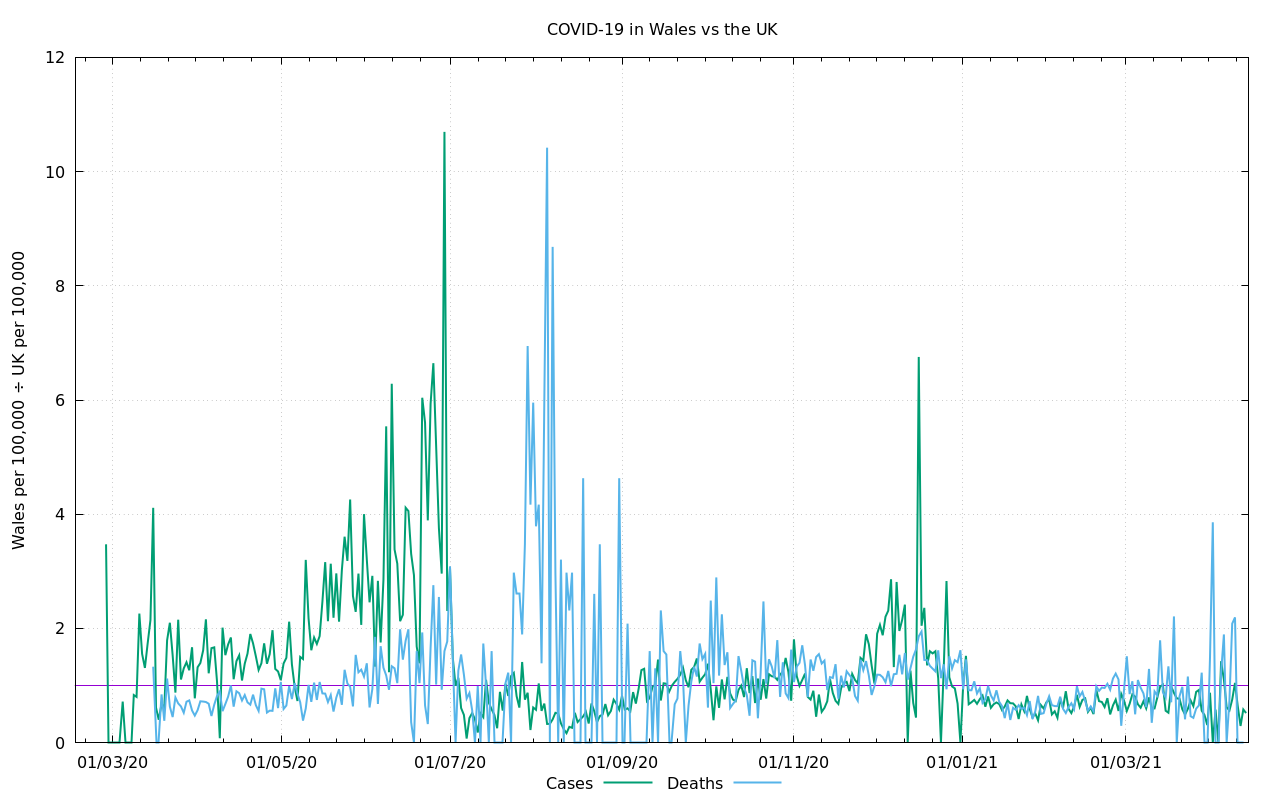 COVID-19 in Wales vs the UK
12
10
8
6
4
2
0
Wales per 100,000 ÷ UK per 100,000
01/03/20 01/05/20 01/07/20 01/09/20 01/11/20 01/01/21 01/03/21
Cases Deaths